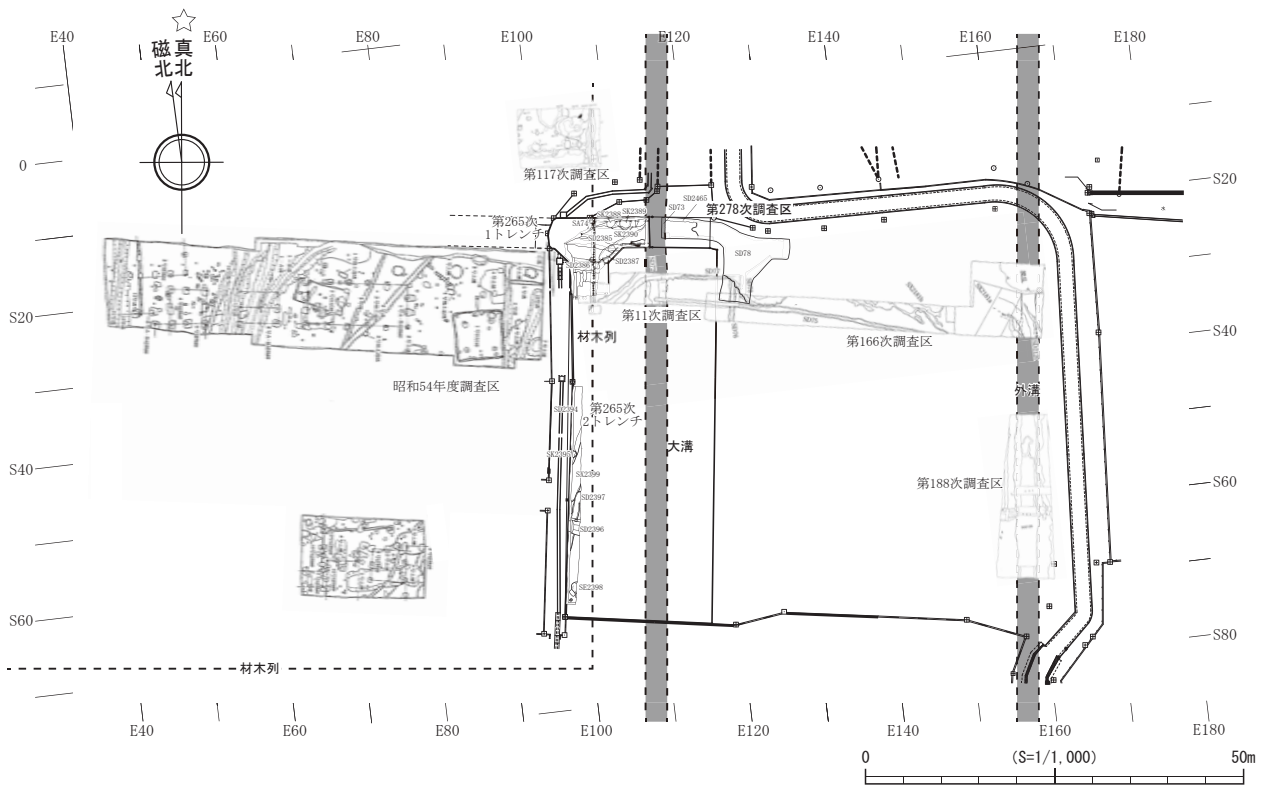 E40
E60
E80
E100
E120
E140
E160
E180
真北
磁北
0
S20
第117次調査区
SD2465
SK2388
SK2389
SD73
第278次調査区
第265次
1トレンチ
SA74
SK2390
SD2385
SD2386
SD2387
SD78
第11次調査区
S20
S40
材木列
第166次調査区
SD75
昭和54年度調査区
外溝
SD2394
第265次
2トレンチ
大溝
SK2395
S40
SX2399
第188次調査区
S60
SD2397
SD2396
SE2398
S60
S80
材木列
E40
E60
E80
E100
E120
E140
E160
E180
0
(S=1/1,000)
50m